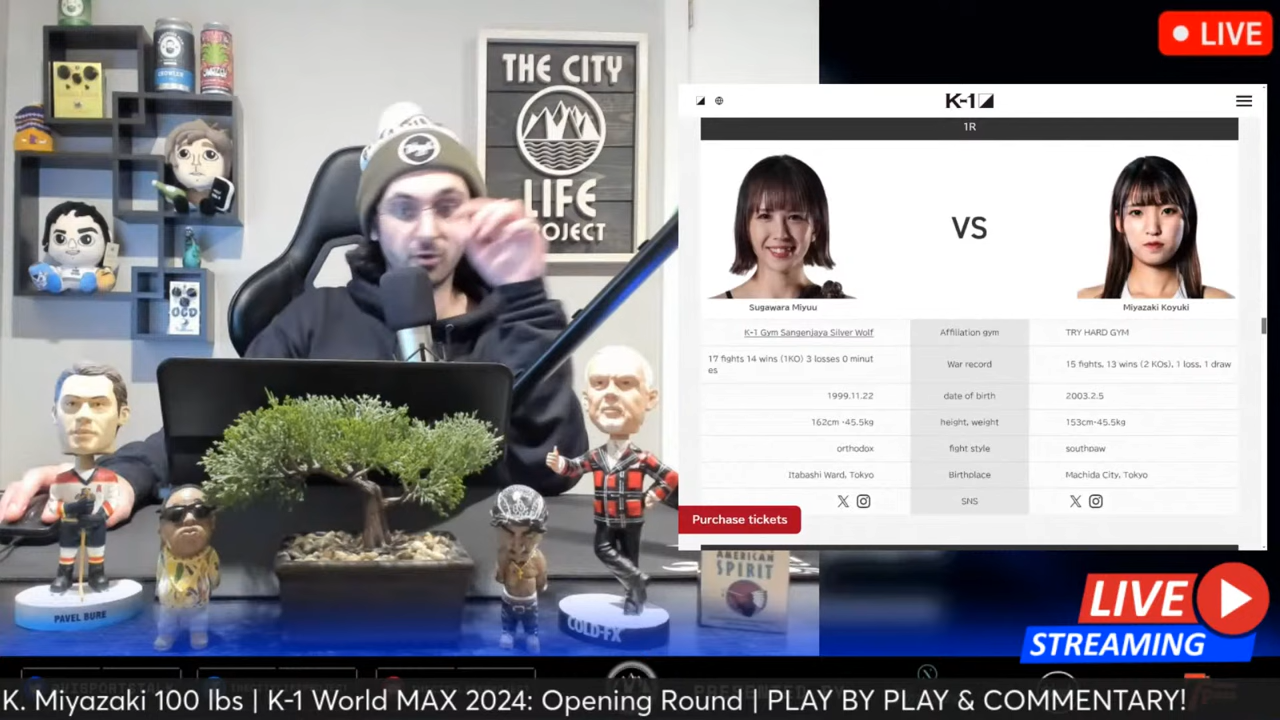 LIVE
THE CITY
LIFE
PROJECT
OCD
K-1
1R
VS
Sugawara Miyuu
Miyazaki Koyuki
K-1 Gym Sangenjaya Silver Wolf
Affiliation gym
TRY HARD GYM
17 fights 14 wins (1KO) 3 losses 0 minut
es
War record
15 fights, 13 wins (2 KOs), 1 loss, 1 draw
1999.11.22
date of birth
2003.2.5
162cm -45.5kg
height, weight
153cm-45.5kg
orthodox
fight style
southpaw
Itabashi Ward, Tokyo
Birthplace
Machida City, Tokyo
SNS
Purchase tickets
AMERICAN
SPIRIT
PAVEL BURE
COLD-FX
LIVE
STREAMING
K. Miyazaki 100 lbs | K-1 World MAX 2024: Opening Round | PLAY BY PLAY & COMMENTARY!